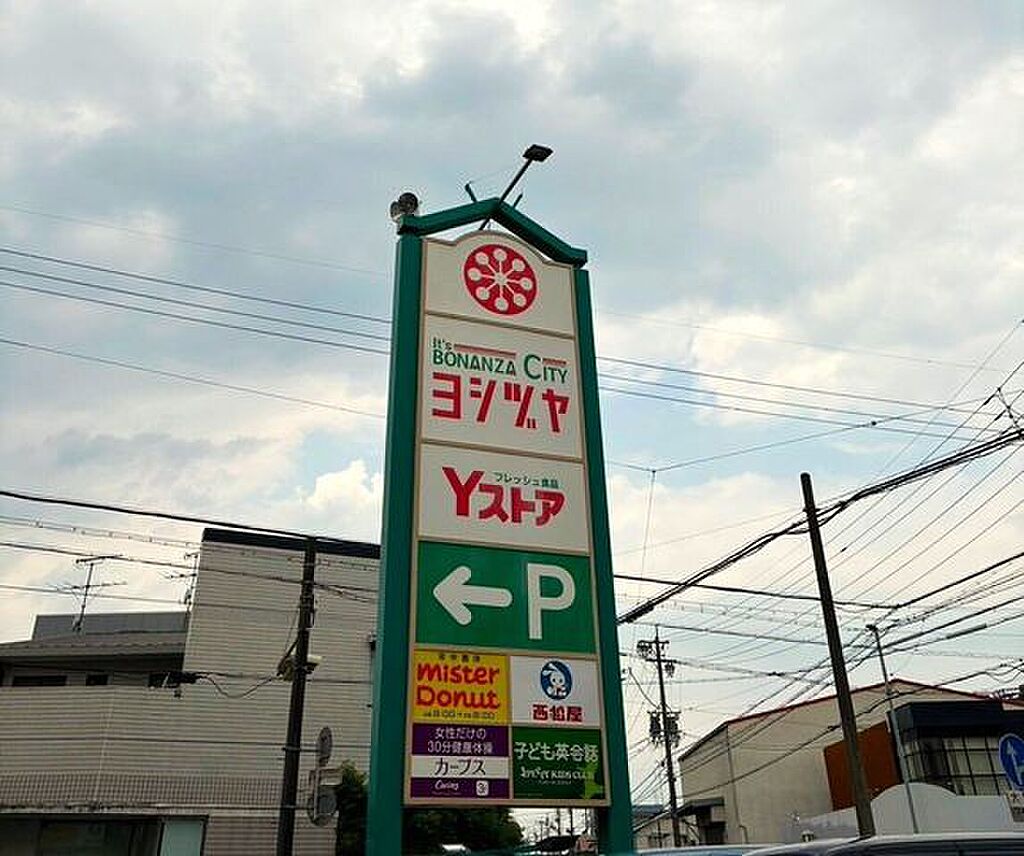 It's
BONANZA CITY
ヨシヅヤ
フレッシュ食品
Yストア
P
mister
Donut
西松屋
女性だけの
30分健康体操
カーブス
子ども英会話